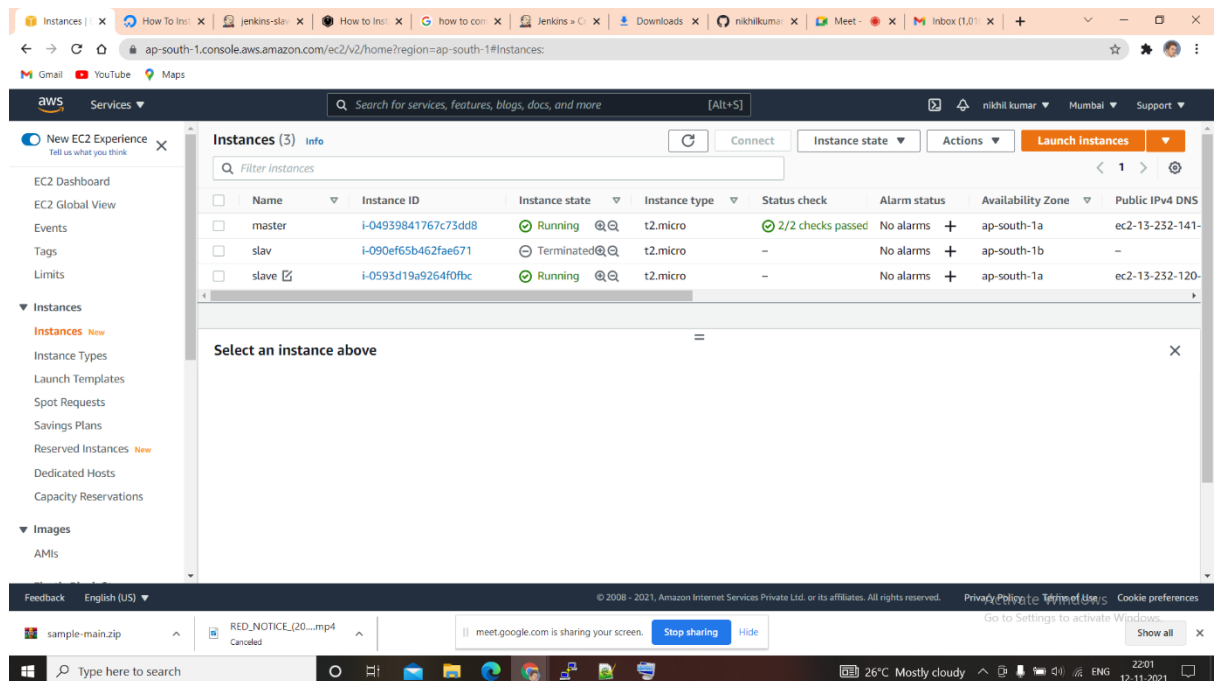 Instances | E
How To Inst
jenkins-slav
How to Inst
how to com
Jenkins » Cr
Downloads
nikhilkumar
Meet -
Inbox (1,01
ap-south-1.console.aws.amazon.com/ec2/v2/home?region=ap-south-1#Instances:
Gmail YouTube Maps
aws Services ▼ Search for services, features, blogs, docs, and more [Alt+S] nikhil kumar ▼ Mumbai ▼ Support ▼
New EC2 Experience
Tell us what you think
EC2 Dashboard
EC2 Global View
Events
Tags
Limits
▼ Instances
Instances New
Instance Types
Launch Templates
Spot Requests
Savings Plans
Reserved Instances New
Dedicated Hosts
Capacity Reservations
▼ Images
AMIs
Instances (3) Info Connect Instance state ▼ Actions ▼ Launch instances ▼
Filter instances < 1 >
Name Instance ID Instance state Instance type Status check Alarm status Availability Zone Public IPv4 DNS
master i-04939841767c73dd8 Running t2.micro 2/2 checks passed No alarms + ap-south-1a ec2-13-232-141-
slav i-090ef65b462fae671 Terminated t2.micro – No alarms + ap-south-1b –
slave i-0593d19a9264f0fbc Running t2.micro – No alarms + ap-south-1a ec2-13-232-120-
Select an instance above
Feedback English (US) ▼ © 2008 - 2021, Amazon Internet Services Private Ltd. or its affiliates. All rights reserved. Privacy Policy Terms of Use Cookie preferences
Activate Windows
Go to Settings to activate Windows.
sample-main.zip
RED_NOTICE_(20....mp4
Canceled
meet.google.com is sharing your screen. Stop sharing Hide
Show all
Type here to search 26°C Mostly cloudy ENG 22:01
12-11-2021